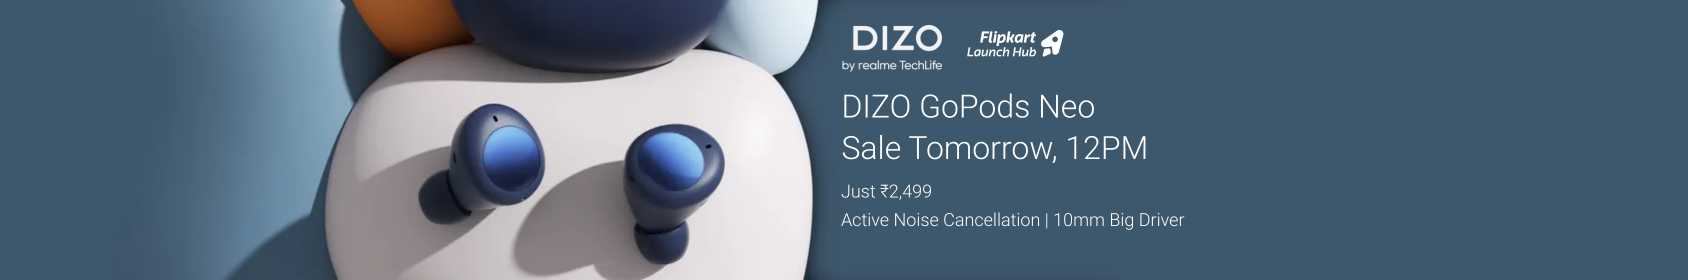 DIZO
by realme TechLife
Flipkart
Launch Hub
DIZO GoPods Neo
Sale Tomorrow, 12PM
Just ₹2,499
Active Noise Cancellation | 10mm Big Driver